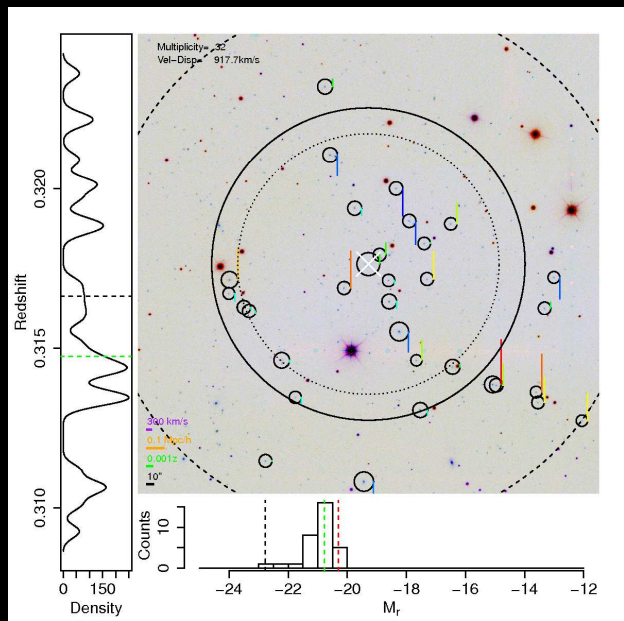 Multiplicity= 32
Vel-Disp= 917.7km/s
0.320
0.315
0.310
Redshift
300 km/s
0.1 Mpc/h
0.001z
10"
0 150
Density
0 10
Counts
−24 −22 −20 −18 −16 −14 −12
Mr